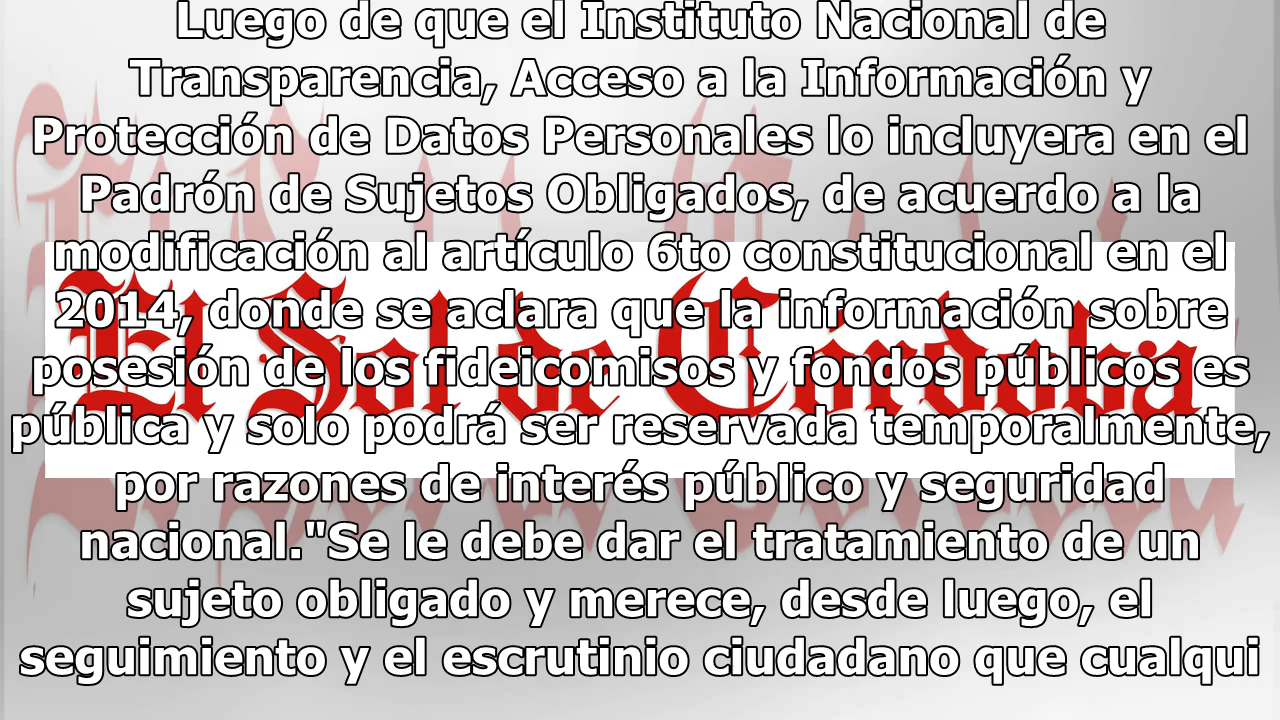 Luego de que el Instituto Nacional de
Transparencia, Acceso a la Información y
Protección de Datos Personales lo incluyera en el
Padrón de Sujetos Obligados, de acuerdo a la
modificación al artículo 6to constitucional en el
2014, donde se aclara que la información sobre
posesión de los fideicomisos y fondos públicos es
pública y solo podrá ser reservada temporalmente,
por razones de interés público y seguridad
nacional."Se le debe dar el tratamiento de un
sujeto obligado y merece, desde luego, el
seguimiento y el escrutinio ciudadano que cualqui
El Sol de Córdoba